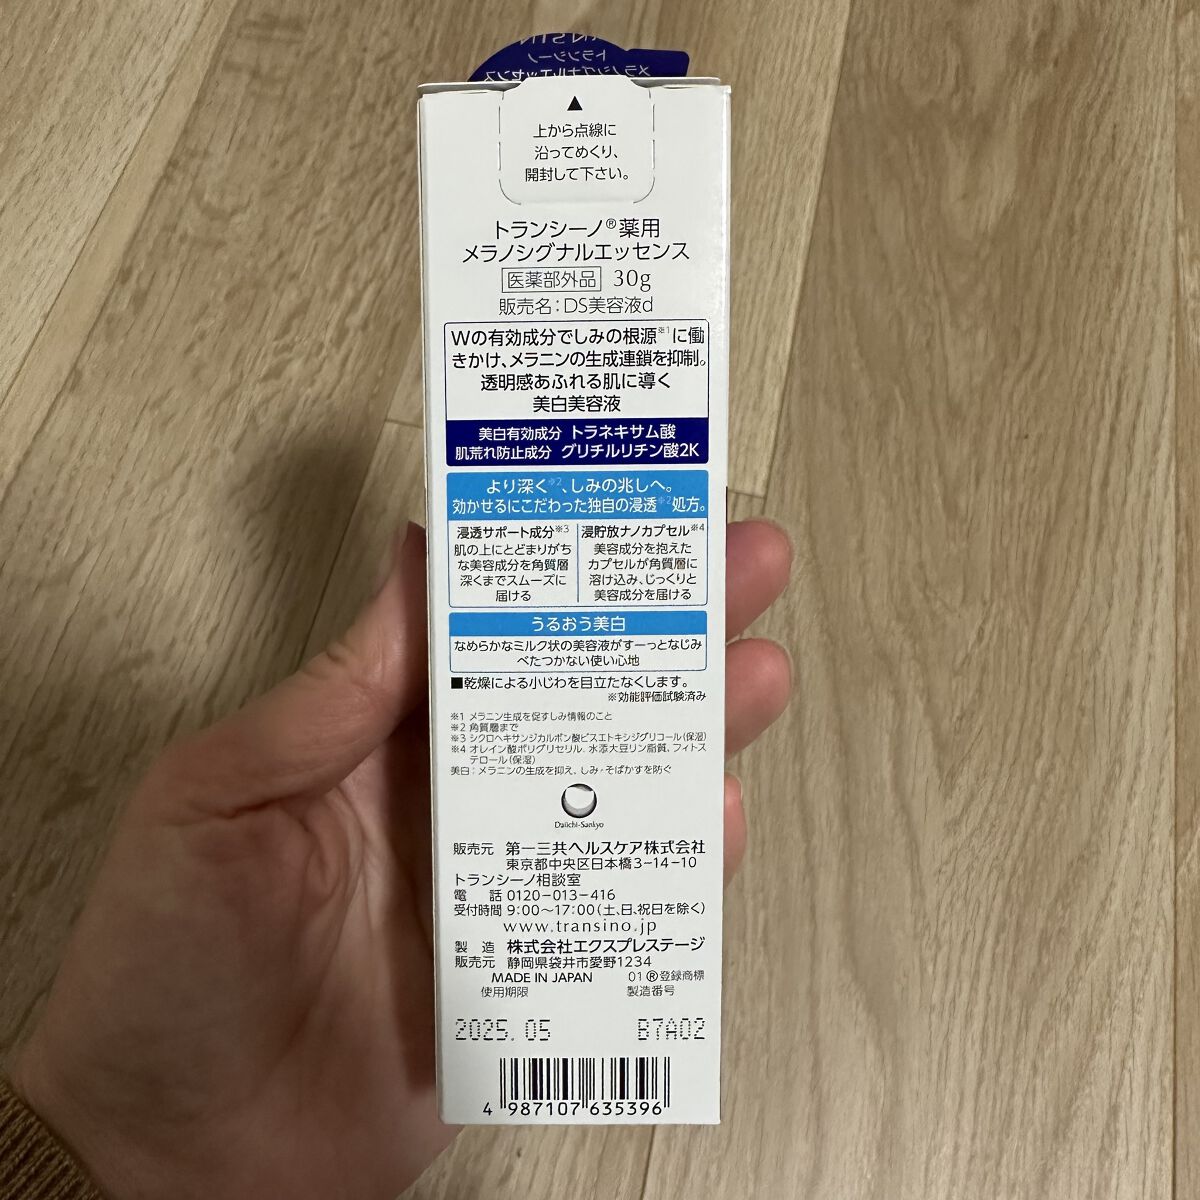 トランシーノ
メラノシグナルエッセンス
▲
上から点線に
沿ってめくり、
開封して下さい。
トランシーノ®薬用
メラノシグナルエッセンス
医薬部外品 30g
販売名：DS美容液d
Wの有効成分でしみの根源※1に働
きかけ、メラニンの生成連鎖を抑制。
透明感あふれる肌に導く
美白美容液
美白有効成分 トラネキサム酸
肌荒れ防止成分 グリチルリチン酸2K
より深く※2、しみの兆しへ。
効かせるにこだわった独自の浸透※2処方。
浸透サポート成分※3
肌の上にとどまりがち
な美容成分を角質層
深くまでスムーズに
届ける
浸貯放ナノカプセル※4
美容成分を抱えた
カプセルが角質層に
溶け込み、じっくりと
美容成分を届ける
うるおう美白
なめらかなミルク状の美容液がすーっとなじみ
べたつかない使い心地
■乾燥による小じわを目立たなくします。
※効能評価試験済み
※1 メラニン生成を促すしみ情報のこと
※2 角質層まで
※3 シクロヘキサンジカルボン酸ビスエトキシジグリコール（保湿）
※4 オレイン酸ポリグリセリル、水添大豆リン脂質、フィトス
テロール（保湿）
美白：メラニンの生成を抑え、しみ・そばかすを防ぐ
Daiichi-Sankyo
販売元 第一三共ヘルスケア株式会社
東京都中央区日本橋3-14-10
トランシーノ相談室
電 話 0120-013-416
受付時間 9:00〜17:00（土、日、祝日を除く）
www.transino.jp
製 造 株式会社エクスプレステージ
販売元 静岡県袋井市愛野1234
MADE IN JAPAN 01 ®登録商標
使用期限 製造番号
2025.05 B7A02
4 987107 635396